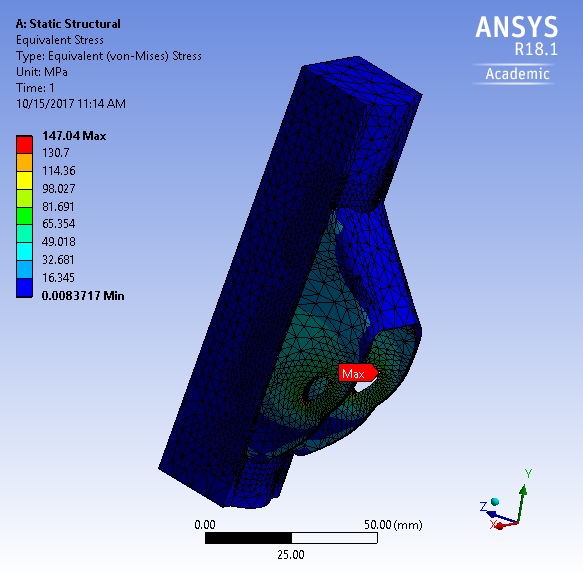 A: Static Structural
Equivalent Stress
Type: Equivalent (von-Mises) Stress
Unit: MPa
Time: 1
10/15/2017 11:14 AM
ANSYS
R18.1
Academic
147.04 Max
130.7
114.36
98.027
81.691
65.354
49.018
32.681
16.345
0.0083717 Min
Max
0.00
50.00 (mm)
25.00
Y
Z
X